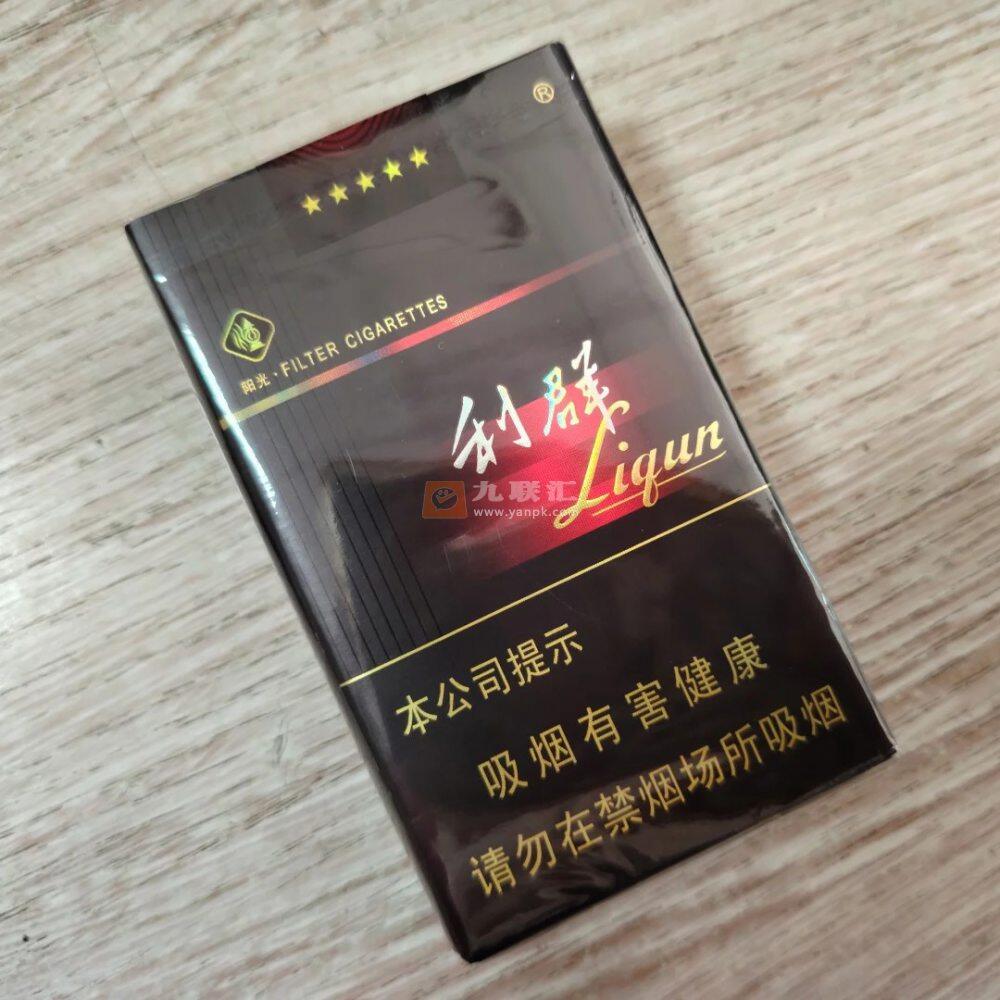 ®
阳光·FILTER CIGARETTES
利群
Liqun
九联汇
www.yanpk.com
本公司提示
吸烟有害健康
请勿在禁烟场所吸烟